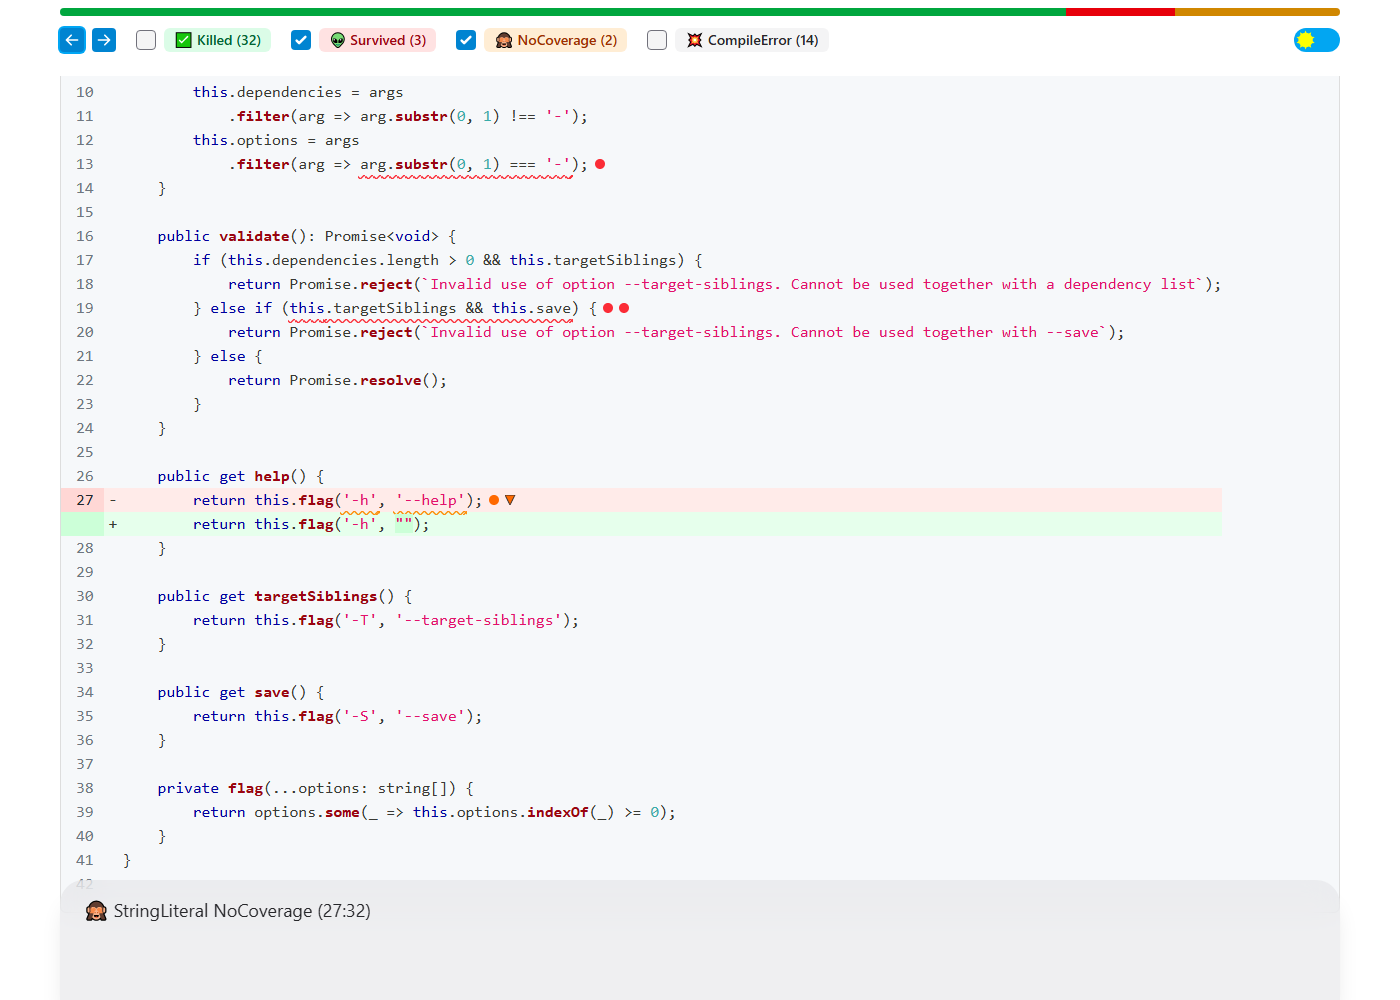 Killed (32) Survived (3) NoCoverage (2) CompileError (14)
10 this.dependencies = args
11 .filter(arg => arg.substr(0, 1) !== '-');
12 this.options = args
13 .filter(arg => arg.substr(0, 1) === '-');
14 }
15
16 public validate(): Promise<void> {
17 if (this.dependencies.length > 0 && this.targetSiblings) {
18 return Promise.reject(`Invalid use of option --target-siblings. Cannot be used together with a dependency list`);
19 } else if (this.targetSiblings && this.save) {
20 return Promise.reject(`Invalid use of option --target-siblings. Cannot be used together with --save`);
21 } else {
22 return Promise.resolve();
23 }
24 }
25
26 public get help() {
27 - return this.flag('-h', '--help');
+ return this.flag('-h', "");
28 }
29
30 public get targetSiblings() {
31 return this.flag('-T', '--target-siblings');
32 }
33
34 public get save() {
35 return this.flag('-S', '--save');
36 }
37
38 private flag(...options: string[]) {
39 return options.some(_ => this.options.indexOf(_) >= 0);
40 }
41 }
42
StringLiteral NoCoverage (27:32)